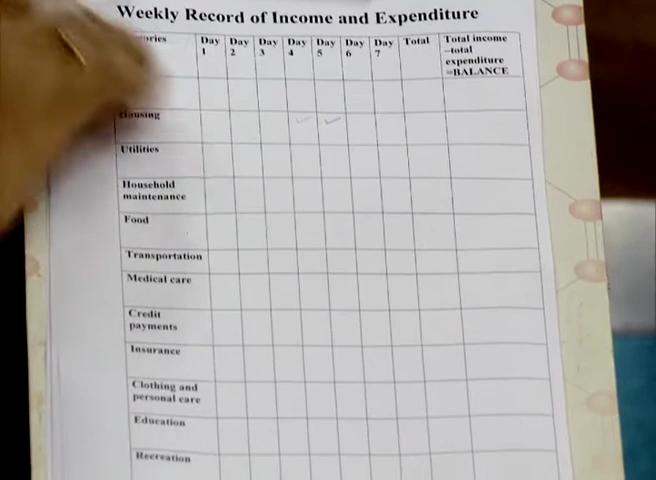 Weekly Record of Income and Expenditure
Day 1
Day 2
Day 3
Day 4
Day 5
Day 6
Day 7
Total
Total income
–total
expenditure
=BALANCE
Housing
Utilities
Household
maintenance
Food
Transportation
Medical care
Credit
payments
Insurance
Clothing and
personal care
Education
Recreation